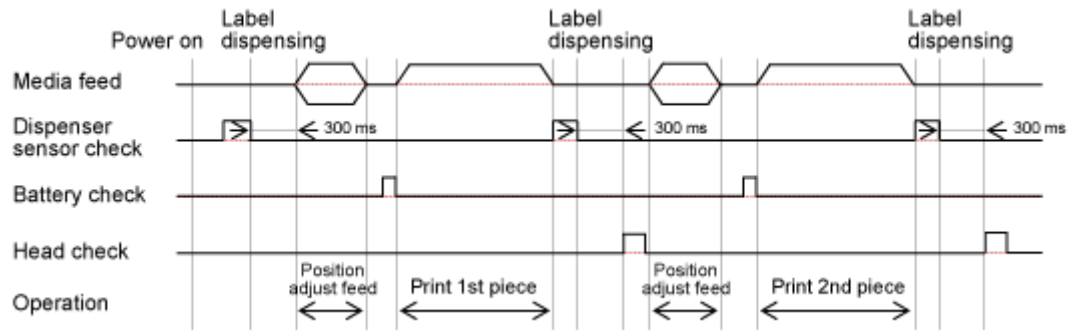 Label
dispensing
Label
dispensing
Label
dispensing
Power on
Media feed
Dispenser
sensor check
300 ms
300 ms
300 ms
Battery check
Head check
Operation
Position
adjust feed
Print 1st piece
Position
adjust feed
Print 2nd piece